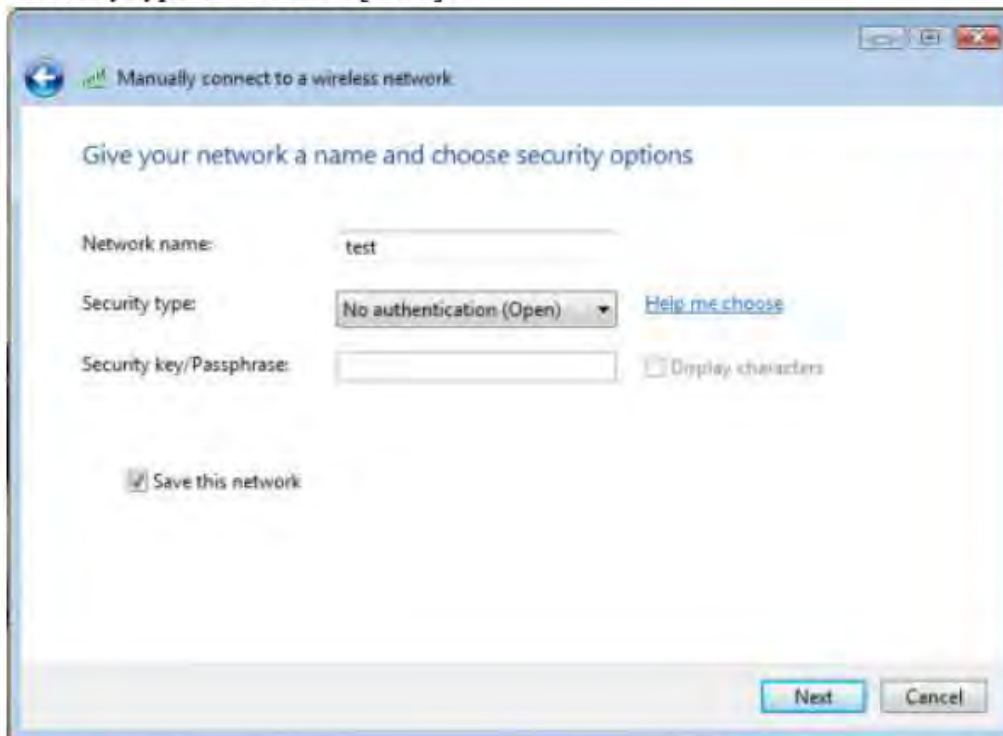 Manually connect to a wireless network
Give your network a name and choose security options
Network name: test
Security type: No authentication (Open) Help me choose
Security key/Passphrase: Display characters
Save this network
Next Cancel